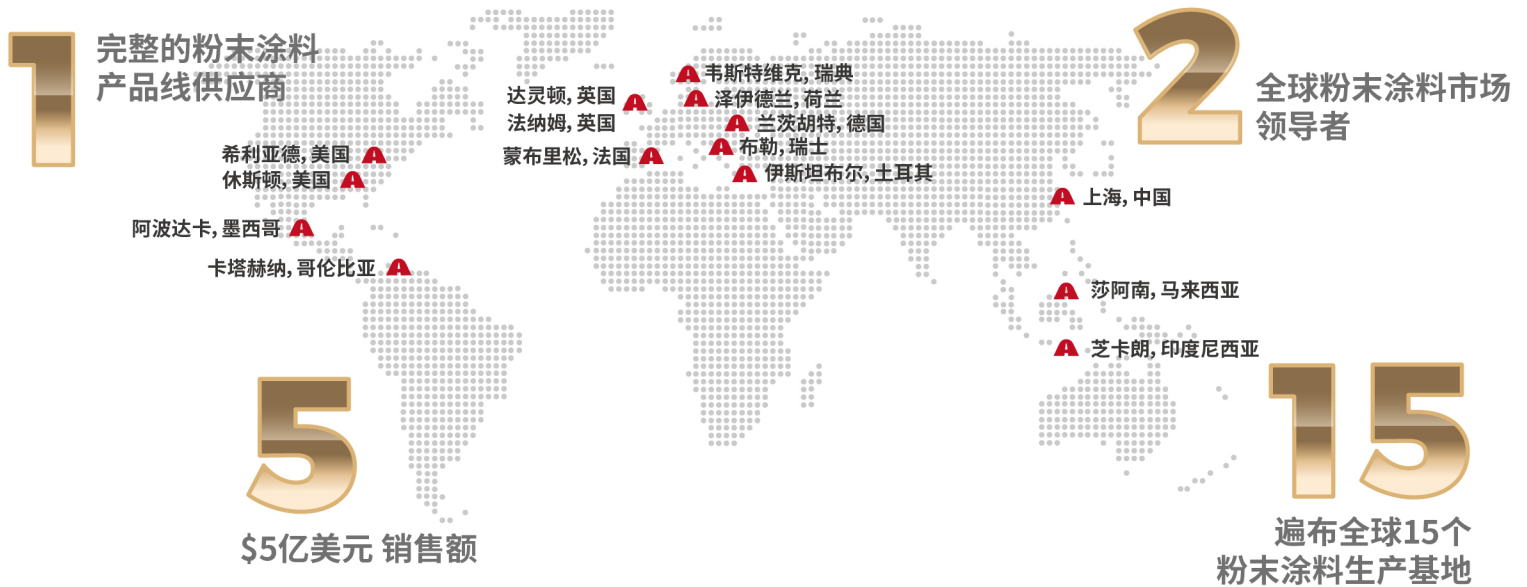 1
完整的粉末涂料
产品线供应商
2
全球粉末涂料市场
领导者
韦斯特维克, 瑞典
达灵顿, 英国
泽伊德兰, 荷兰
法纳姆, 英国
兰茨胡特, 德国
布勒, 瑞士
蒙布里松, 法国
伊斯坦布尔, 土耳其
希利亚德, 美国
休斯顿, 美国
上海, 中国
阿波达卡, 墨西哥
卡塔赫纳, 哥伦比亚
莎阿南, 马来西亚
芝卡朗, 印度尼西亚
5
$5亿美元 销售额
15
遍布全球15个
粉末涂料生产基地